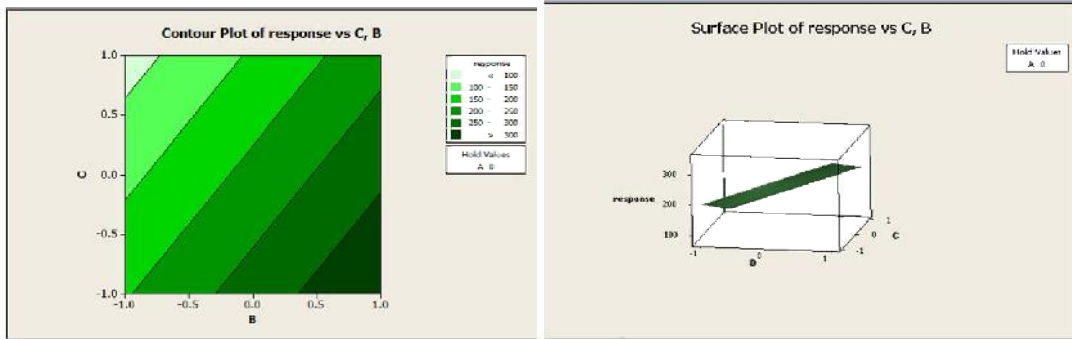 Contour Plot of response vs C, B
response
< 100
100 - 150
150 - 200
200 - 250
250 - 300
> 300
Hold Values
A 0
1.0
0.5
0.0
-0.5
-1.0
C
-1.0 -0.5 0.0 0.5 1.0
B
Surface Plot of response vs C, B
Hold Values
A 0
300
200
100
response
-1 0 1
B
-1 0 1
C